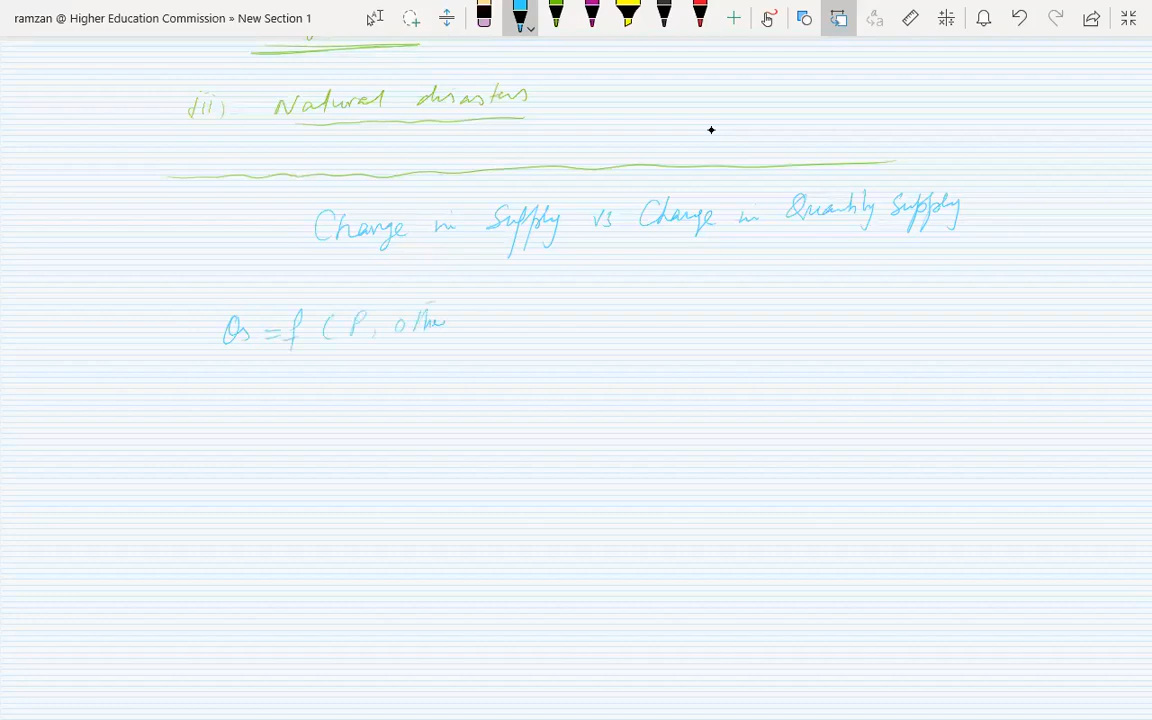 ramzan @ Higher Education Commission » New Section 1
(iii) Natural disasters
Change in Supply vs Change in Quantity Supply
Qs = f ( P, othe